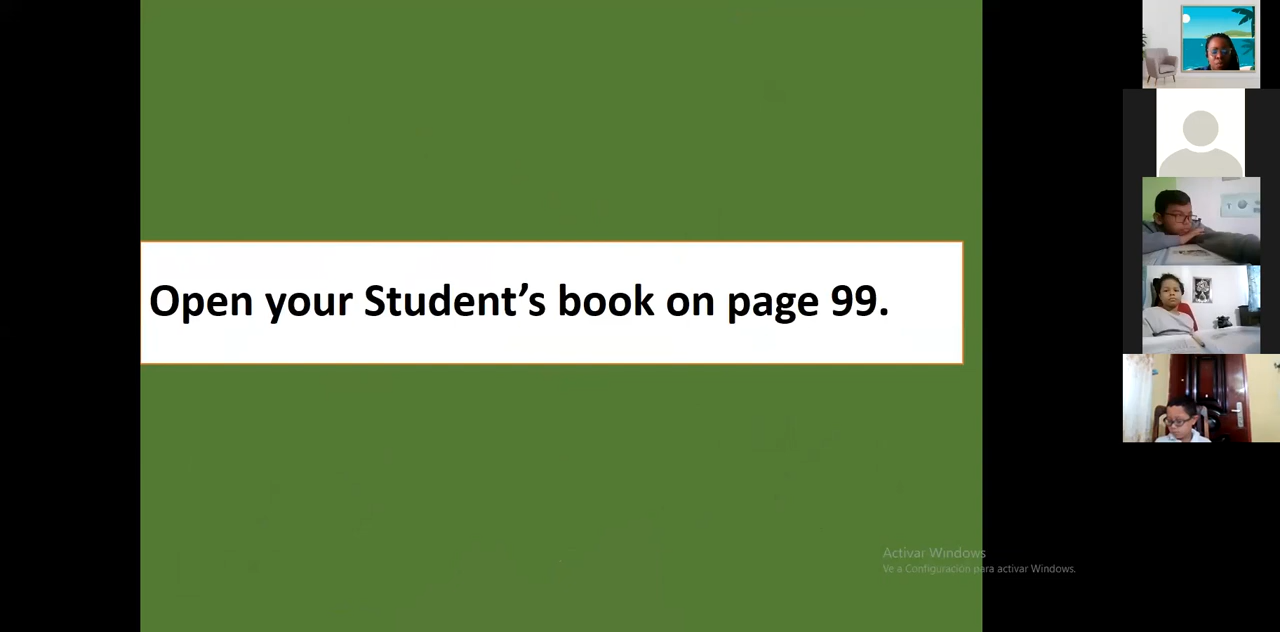 Open your Student’s book on page 99.
Activar Windows
Ve a Configuración para activar Windows.